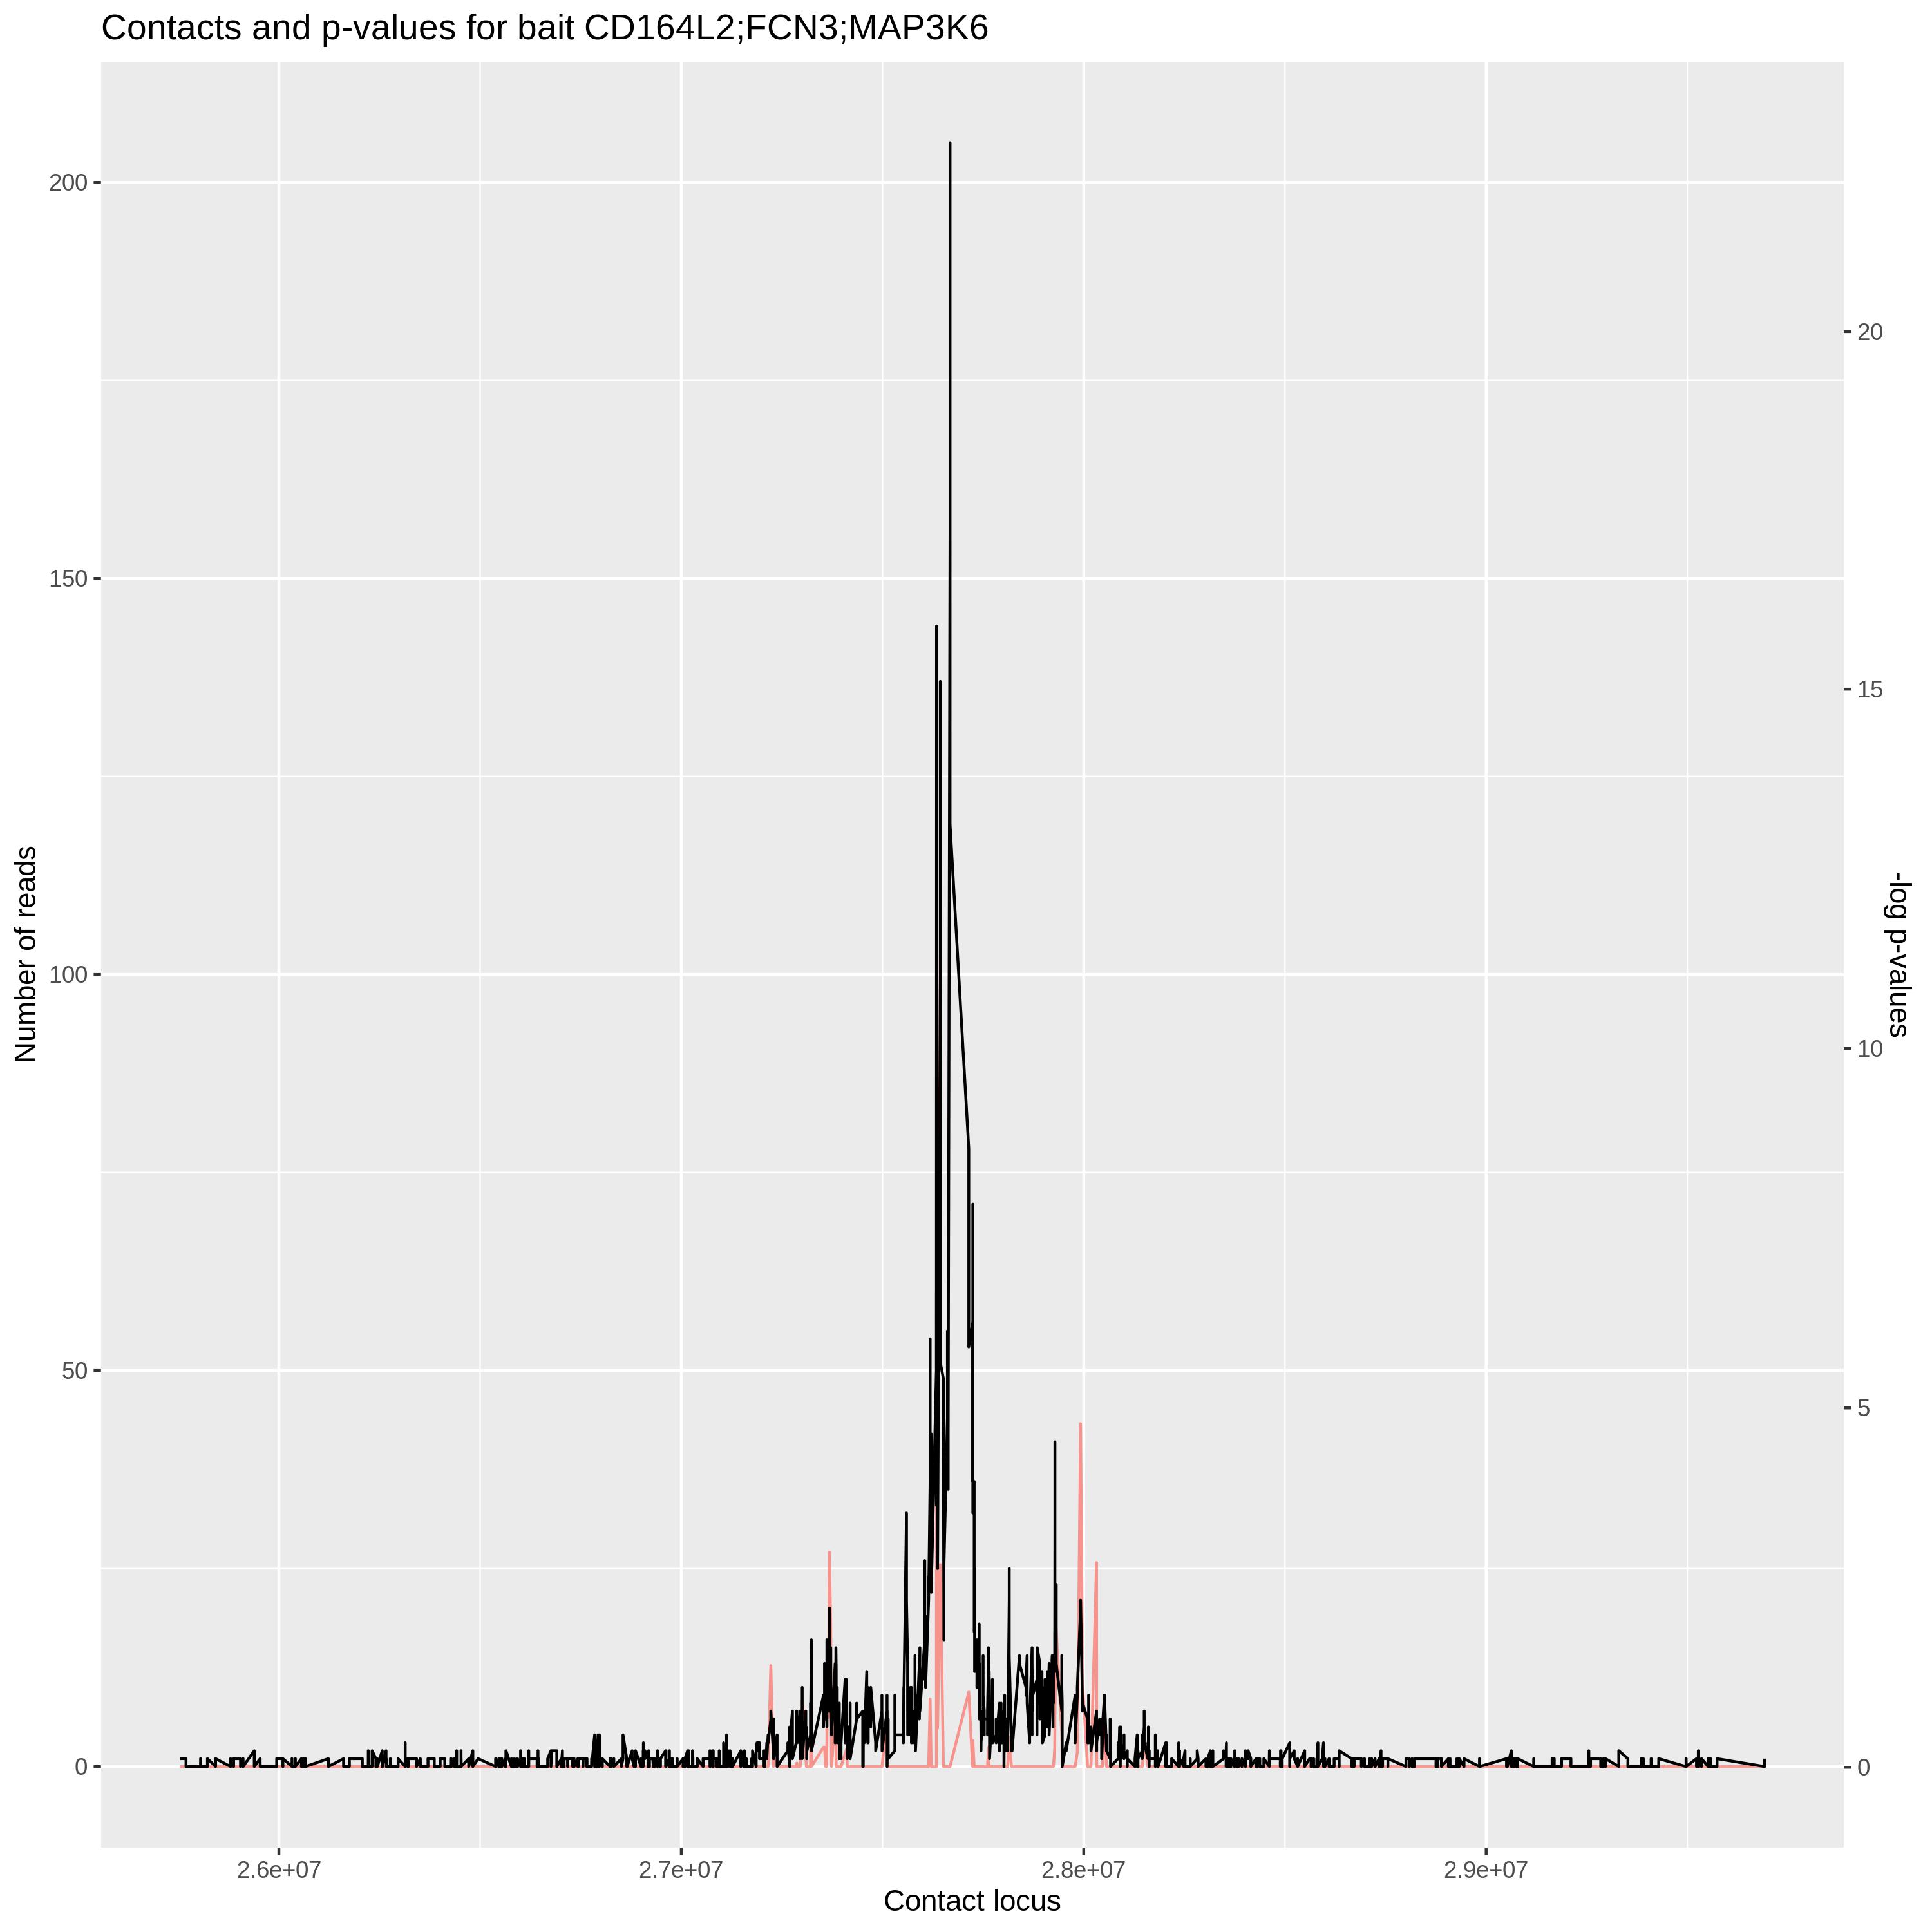 Contacts and p-values for bait CD164L2;FCN3;MAP3K6
200
150
100
50
0
Number of reads
20
15
10
5
0
-log p-values
2.6e+07
2.7e+07
2.8e+07
2.9e+07
Contact locus